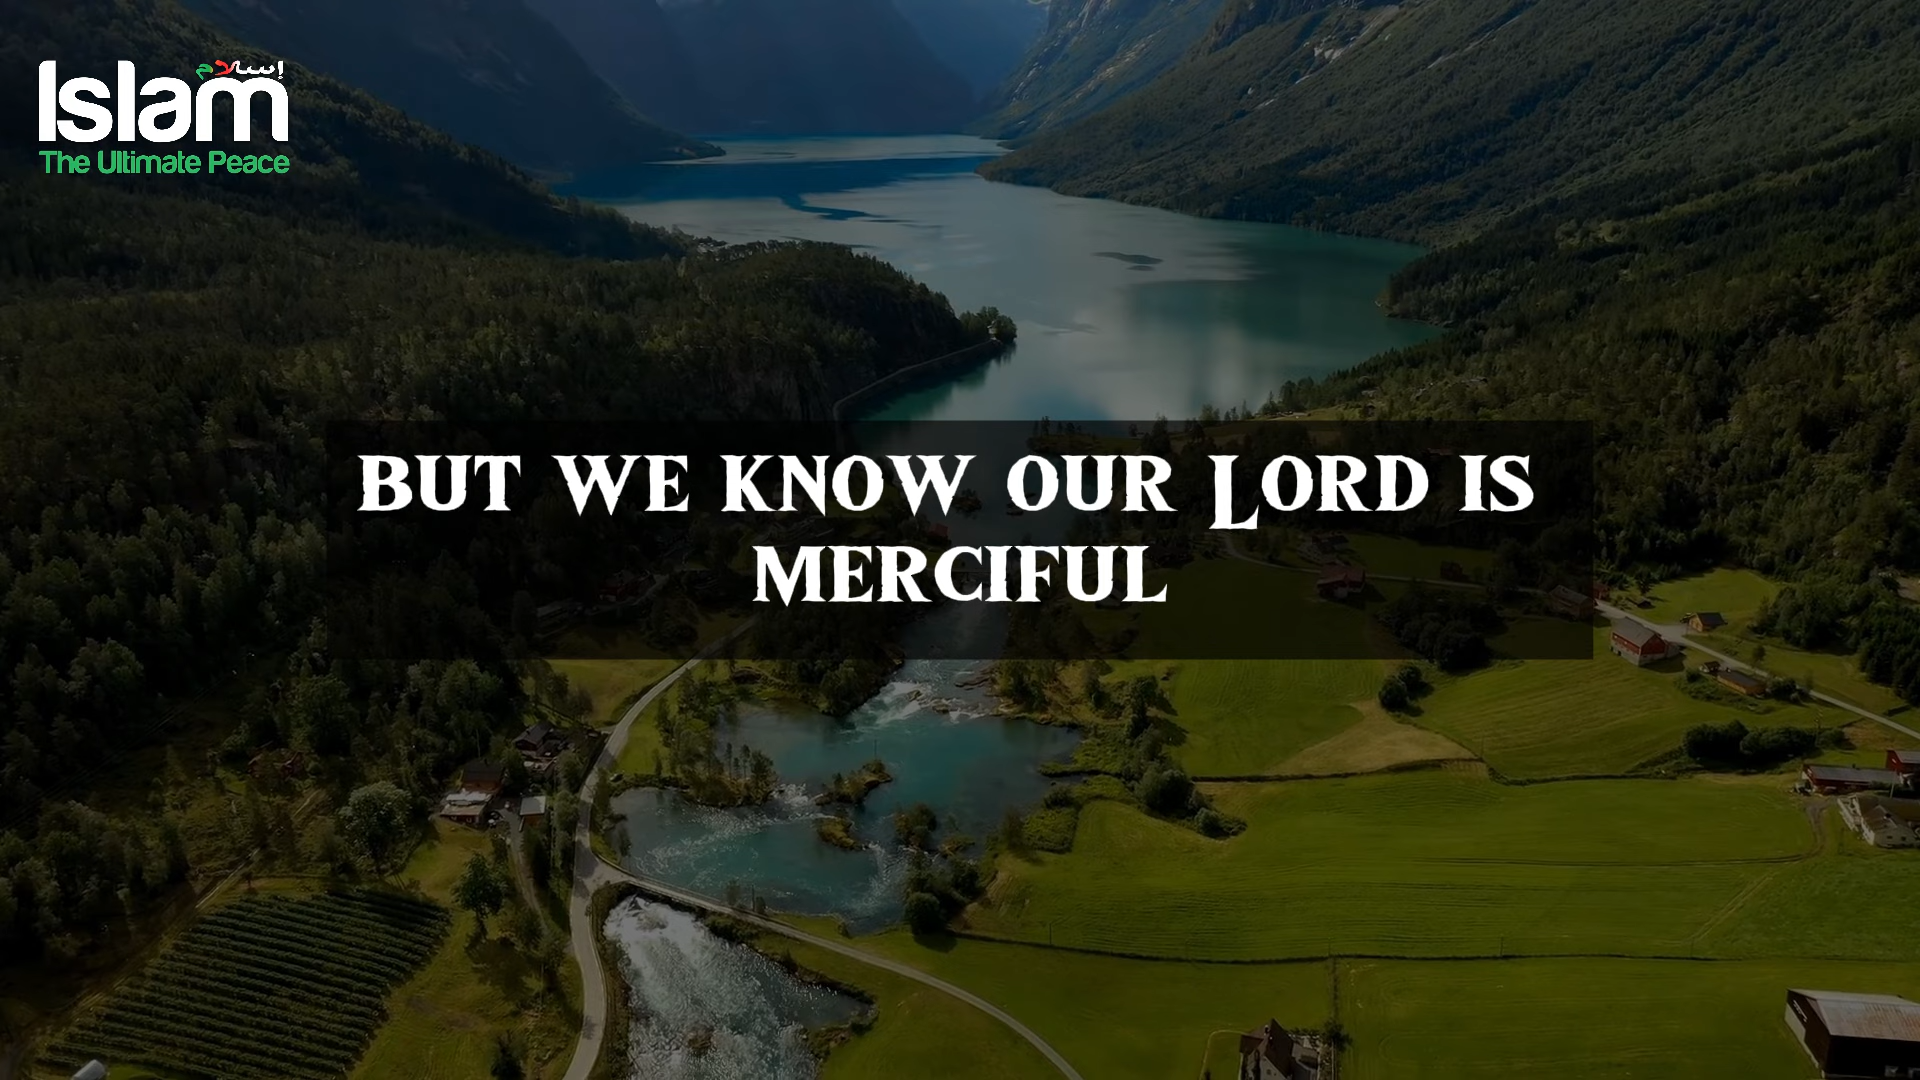 إسلام
Islam
The Ultimate Peace
BUT WE KNOW OUR LORD IS
MERCIFUL